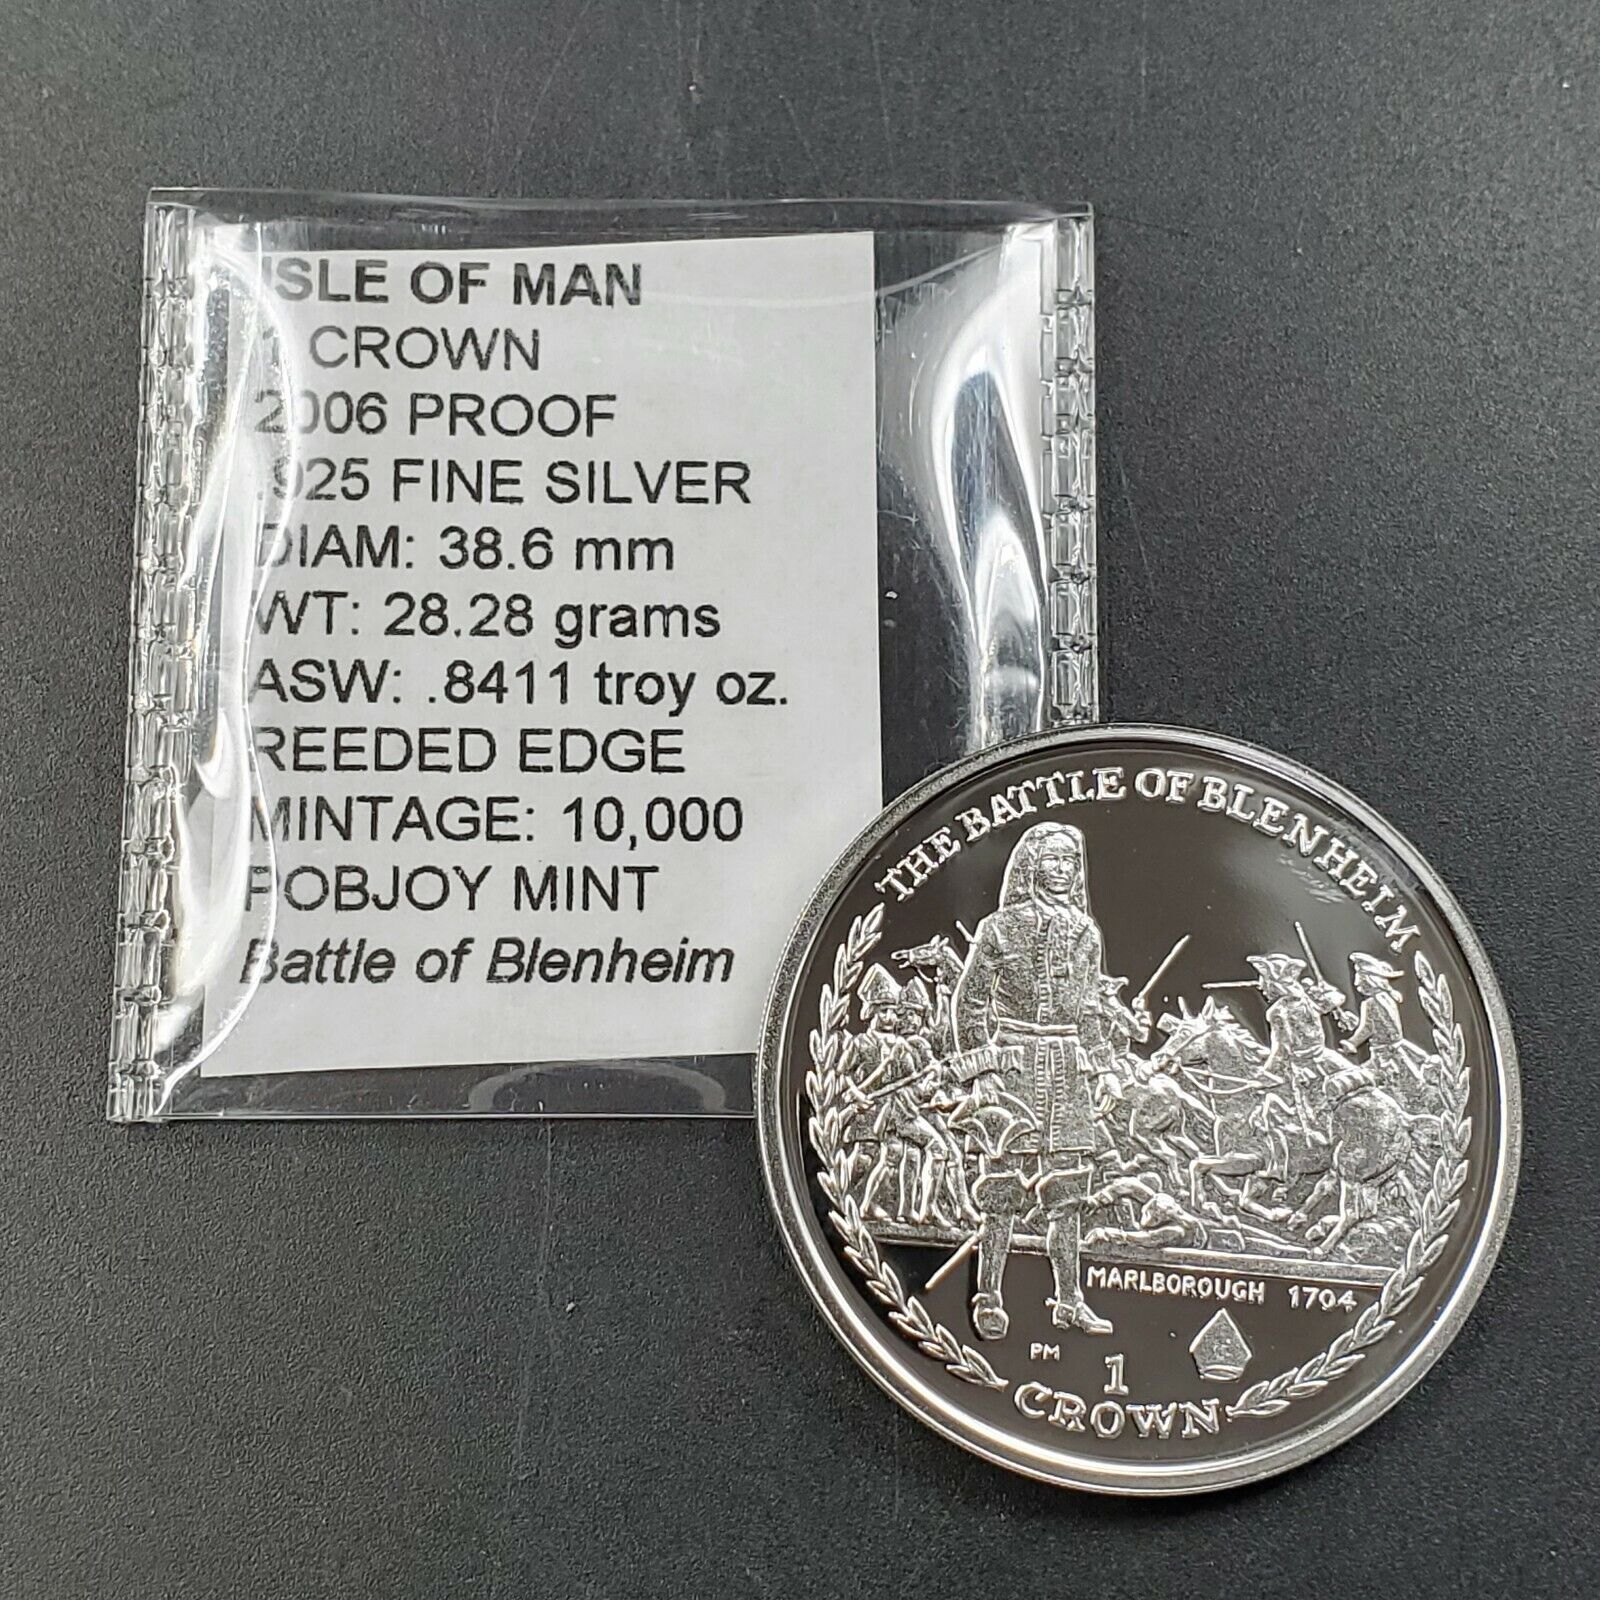 ISLE OF MAN
1 CROWN
2006 PROOF
.925 FINE SILVER
DIAM: 38.6 mm
WT: 28.28 grams
ASW: .8411 troy oz.
REEDED EDGE
MINTAGE: 10,000
POBJOY MINT
Battle of Blenheim
THE BATTLE OF BLENHEIM
MARLBOROUGH 1704
PM
1
CROWN